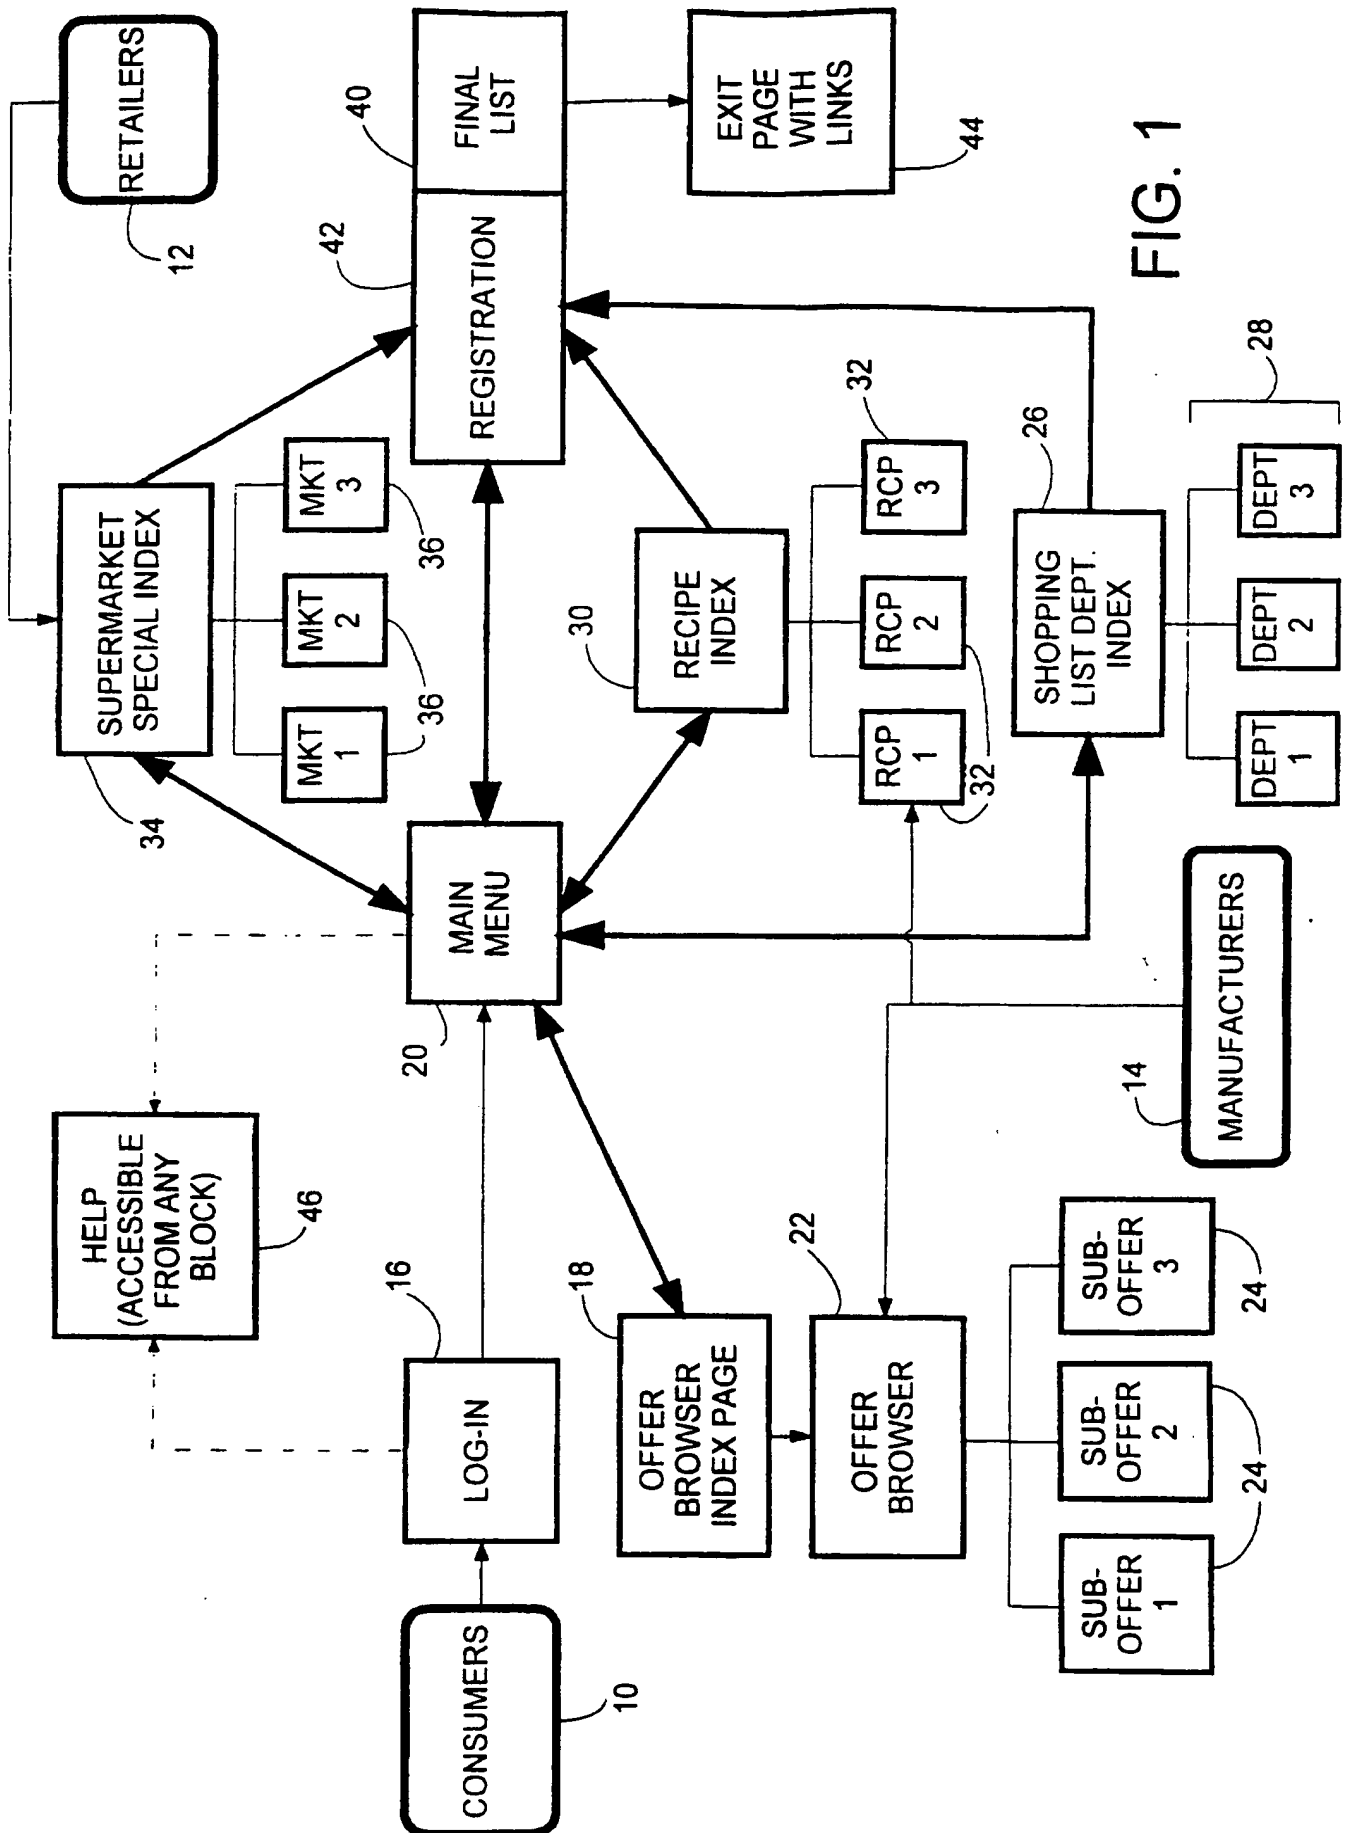 RETAILERS
12
SUPERMARKET
SPECIAL INDEX
34
MKT
1
MKT
2
MKT
3
36
36
HELP
(ACCESSIBLE
FROM ANY
BLOCK)
46
CONSUMERS
10
LOG-IN
16
MAIN
MENU
20
REGISTRATION
42
FINAL
LIST
40
EXIT
PAGE
WITH
LINKS
44
OFFER
BROWSER
INDEX PAGE
18
OFFER
BROWSER
22
SUB-
OFFER
1
SUB-
OFFER
2
SUB-
OFFER
3
24
24
RECIPE
INDEX
30
RCP
1
RCP
2
RCP
3
32
32
SHOPPING
LIST DEPT.
INDEX
26
DEPT
1
DEPT
2
DEPT
3
28
MANUFACTURERS
14
FIG. 1